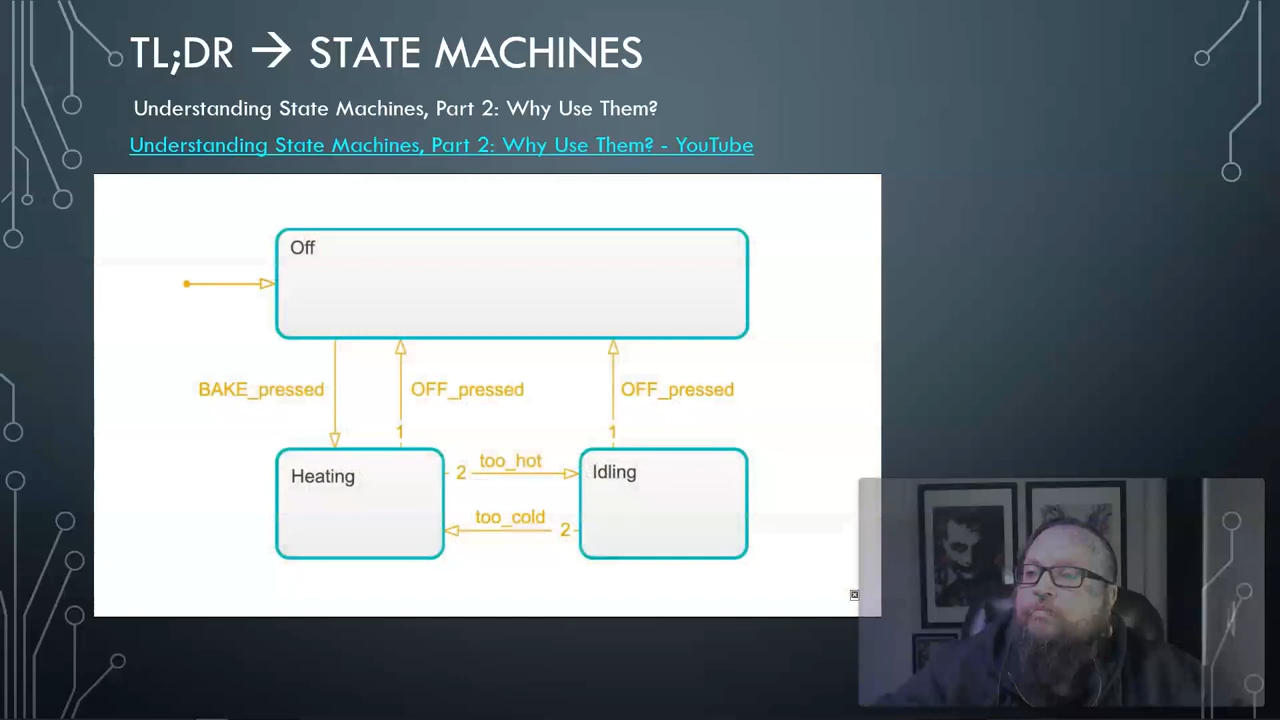 TL;DR → STATE MACHINES
Understanding State Machines, Part 2: Why Use Them?
Understanding State Machines, Part 2: Why Use Them? - YouTube
Off
BAKE_pressed
OFF_pressed
OFF_pressed
1
1
Heating
2
too_hot
Idling
too_cold
2